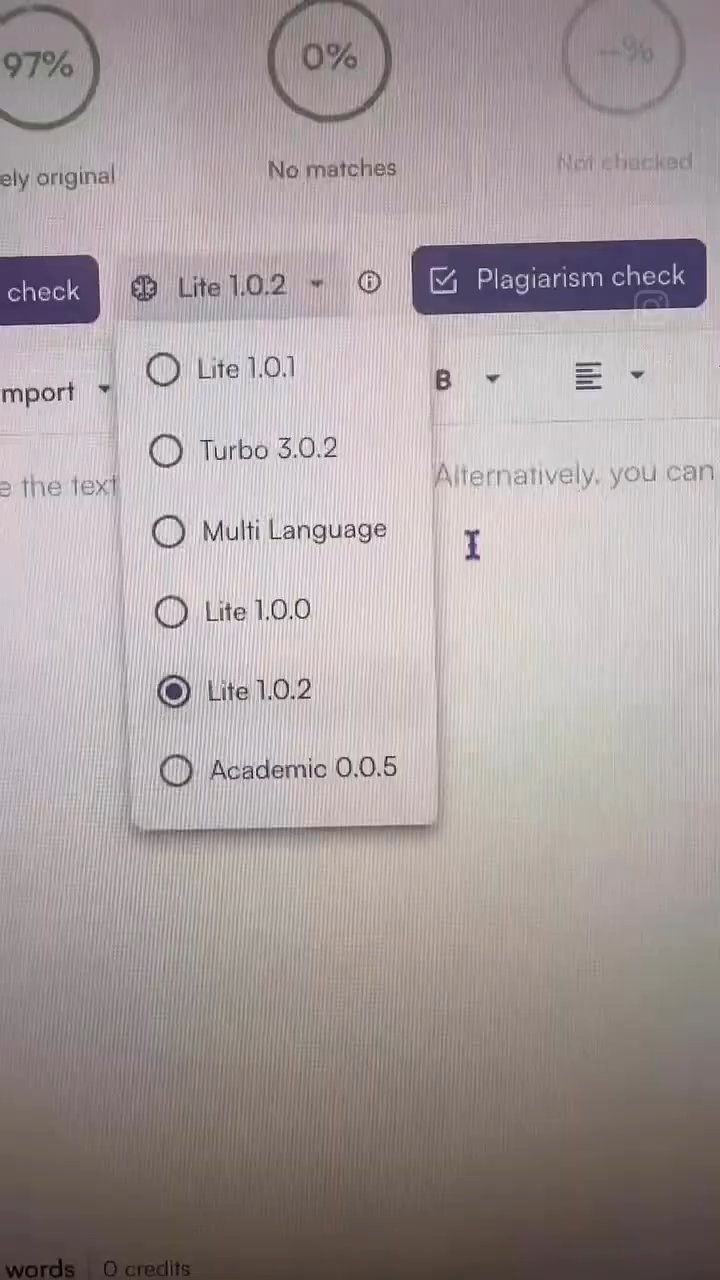 97%
0%
--%
ely original
No matches
Not checked
check
Lite 1.0.2
Plagiarism check
mport
B
Lite 1.0.1
e the text
Alternatively, you can
Turbo 3.0.2
Multi Language
Lite 1.0.0
Lite 1.0.2
Academic 0.0.5
words
0 credits